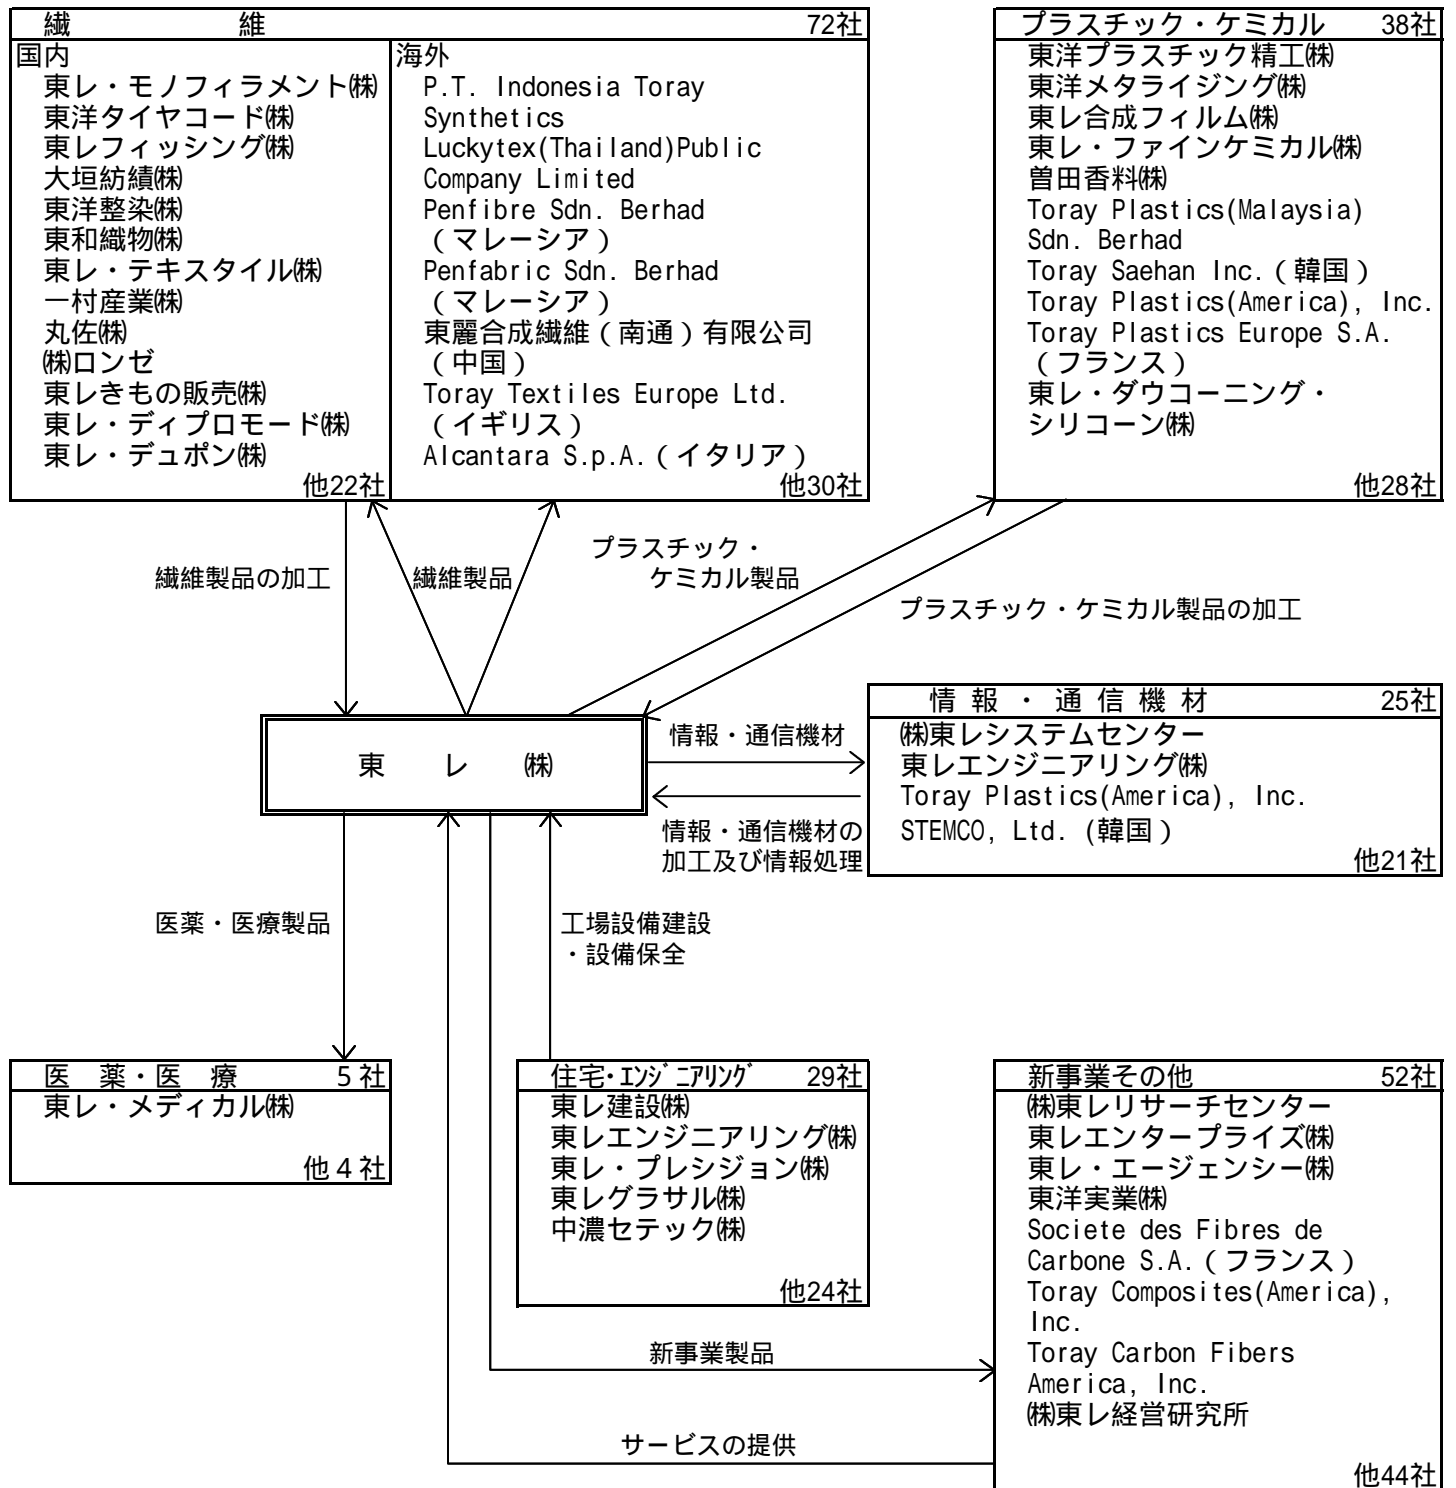 繊　維 72社
国内
東レ・モノフィラメント㈱
東洋タイヤコード㈱
東レフィッシング㈱
大垣紡績㈱
東洋整染㈱
東和織物㈱
東レ・テキスタイル㈱
一村産業㈱
丸佐㈱
㈱ロンゼ
東レきもの販売㈱
東レ・ディプロモード㈱
東レ・デュポン㈱
他22社
海外
P.T. Indonesia Toray
Synthetics
Luckytex(Thailand)Public
Company Limited
Penfibre Sdn. Berhad
(マレーシア)
Penfabric Sdn. Berhad
(マレーシア)
東麗合成繊維(南通)有限公司
(中国)
Toray Textiles Europe Ltd.
(イギリス)
Alcantara S.p.A.(イタリア)
他30社
プラスチック・ケミカル 38社
東洋プラスチック精工㈱
東洋メタライジング㈱
東レ合成フィルム㈱
東レ・ファインケミカル㈱
曽田香料㈱
Toray Plastics(Malaysia)
Sdn. Berhad
Toray Saehan Inc.(韓国)
Toray Plastics(America), Inc.
Toray Plastics Europe S.A.
(フランス)
東レ・ダウコーニング・
シリコーン㈱
他28社
繊維製品の加工
繊維製品
プラスチック・
ケミカル製品
プラスチック・ケミカル製品の加工
東　レ　㈱
情報・通信機材
情報・通信機材の
加工及び情報処理
情報・通信機材 25社
㈱東レシステムセンター
東レエンジニアリング㈱
Toray Plastics(America), Inc.
STEMCO, Ltd. (韓国)
他21社
医薬・医療製品
工場設備建設
・設備保全
医　薬・医　療 5社
東レ・メディカル㈱
他4社
住宅・ｴﾝｼﾞﾆｱﾘﾝｸﾞ 29社
東レ建設㈱
東レエンジニアリング㈱
東レ・プレシジョン㈱
東レグラサル㈱
中濃セテック㈱
他24社
新事業その他 52社
㈱東レリサーチセンター
東レエンタープライズ㈱
東レ・エージェンシー㈱
東洋実業㈱
Societe des Fibres de
Carbone S.A.(フランス)
Toray Composites(America),
Inc.
Toray Carbon Fibers
America, Inc.
㈱東レ経営研究所
他44社
新事業製品
サービスの提供